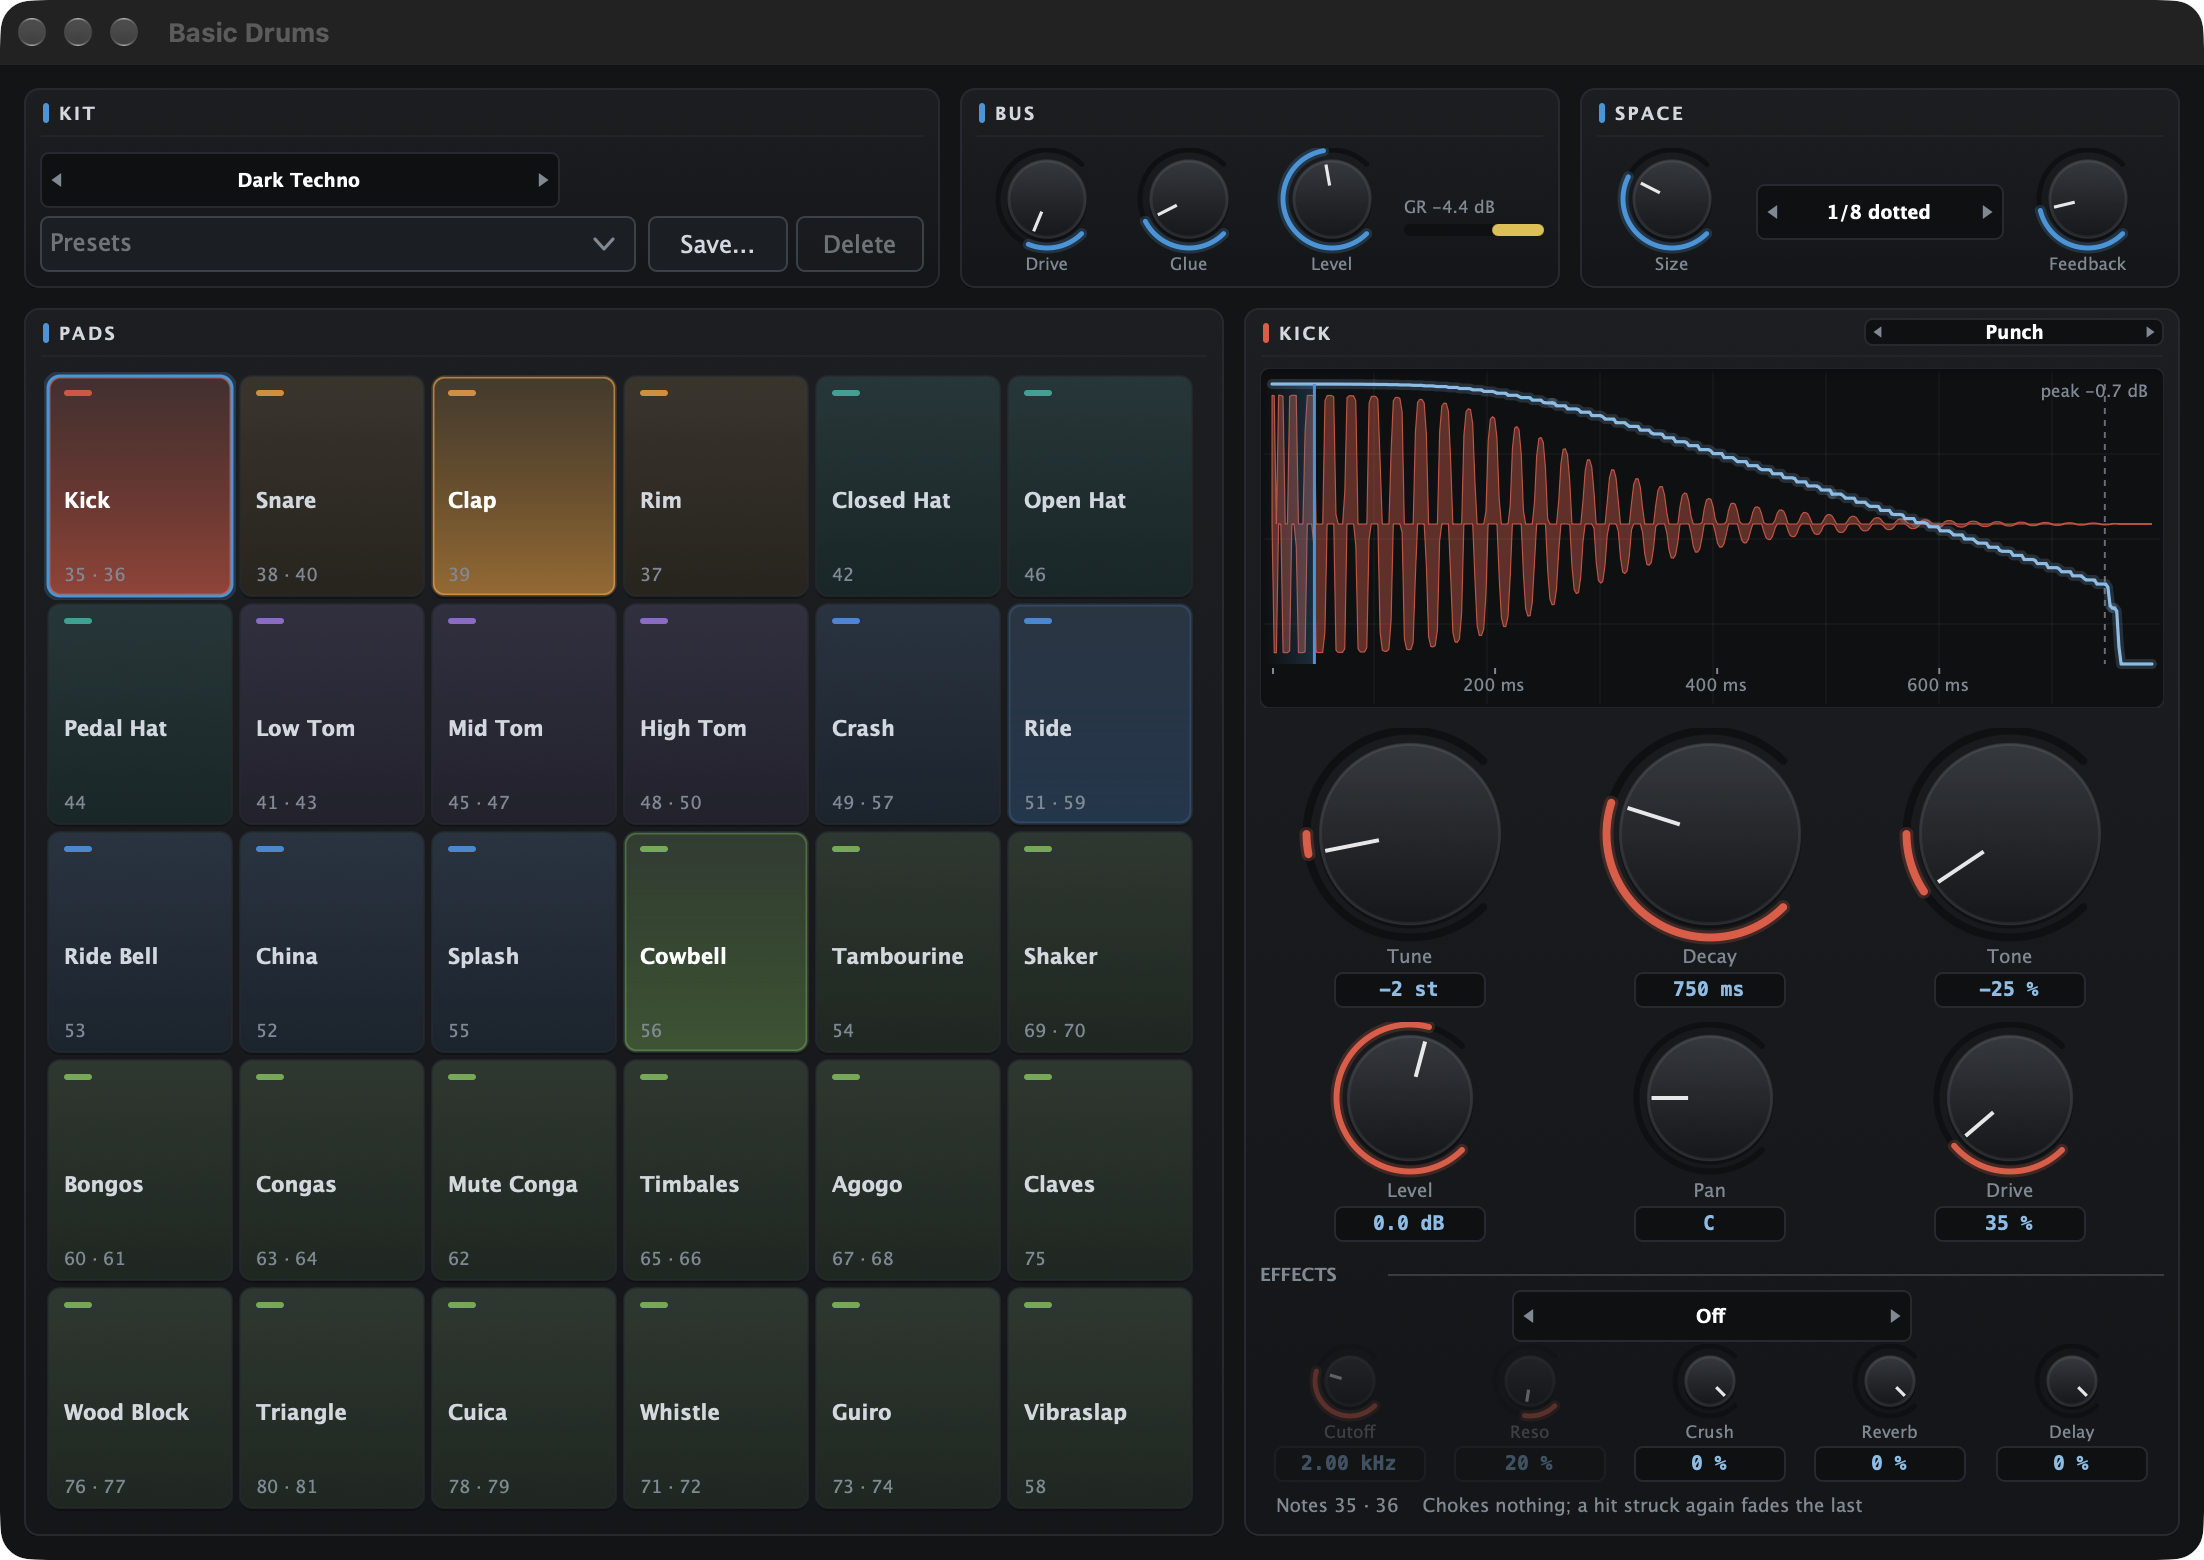 Basic Drums
KIT
Dark Techno
Presets
Save...
Delete
BUS
Drive
Glue
Level
GR −4.4 dB
SPACE
Size
1/8 dotted
Feedback
PADS
Kick
35 · 36
Snare
38 · 40
Clap
39
Rim
37
Closed Hat
42
Open Hat
46
Pedal Hat
44
Low Tom
41 · 43
Mid Tom
45 · 47
High Tom
48 · 50
Crash
49 · 57
Ride
51 · 59
Ride Bell
53
China
52
Splash
55
Cowbell
56
Tambourine
54
Shaker
69 · 70
Bongos
60 · 61
Congas
63 · 64
Mute Conga
62
Timbales
65 · 66
Agogo
67 · 68
Claves
75
Wood Block
76 · 77
Triangle
80 · 81
Cuica
78 · 79
Whistle
71 · 72
Guiro
73 · 74
Vibraslap
58
KICK
Punch
peak −0.7 dB
200 ms
400 ms
600 ms
Tune
−2 st
Decay
750 ms
Tone
−25 %
Level
0.0 dB
Pan
C
Drive
35 %
EFFECTS
Off
Cutoff
2.00 kHz
Reso
20 %
Crush
0 %
Reverb
0 %
Delay
0 %
Notes 35 · 36 Chokes nothing; a hit struck again fades the last